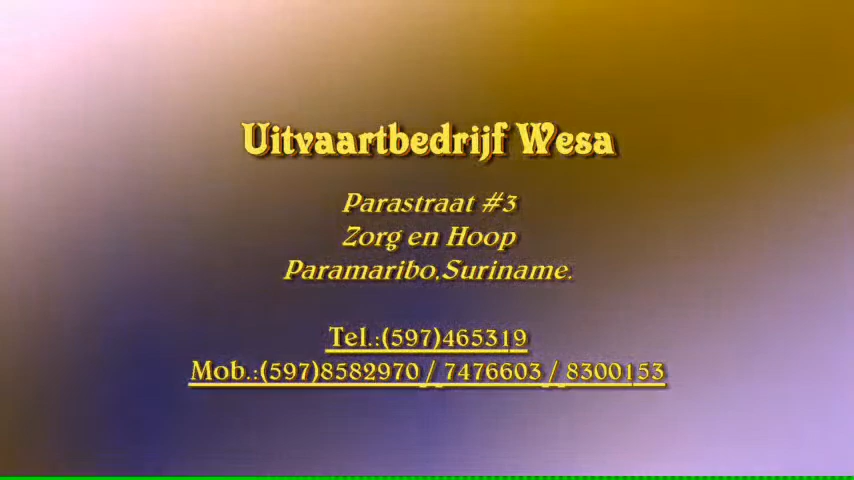 Uitvaartbedrijf Wesa
Parastraat #3
Zorg en Hoop
Paramaribo,Suriname.
Tel.:(597)465319
Mob.:(597)8582970 / 7476603 / 8300153